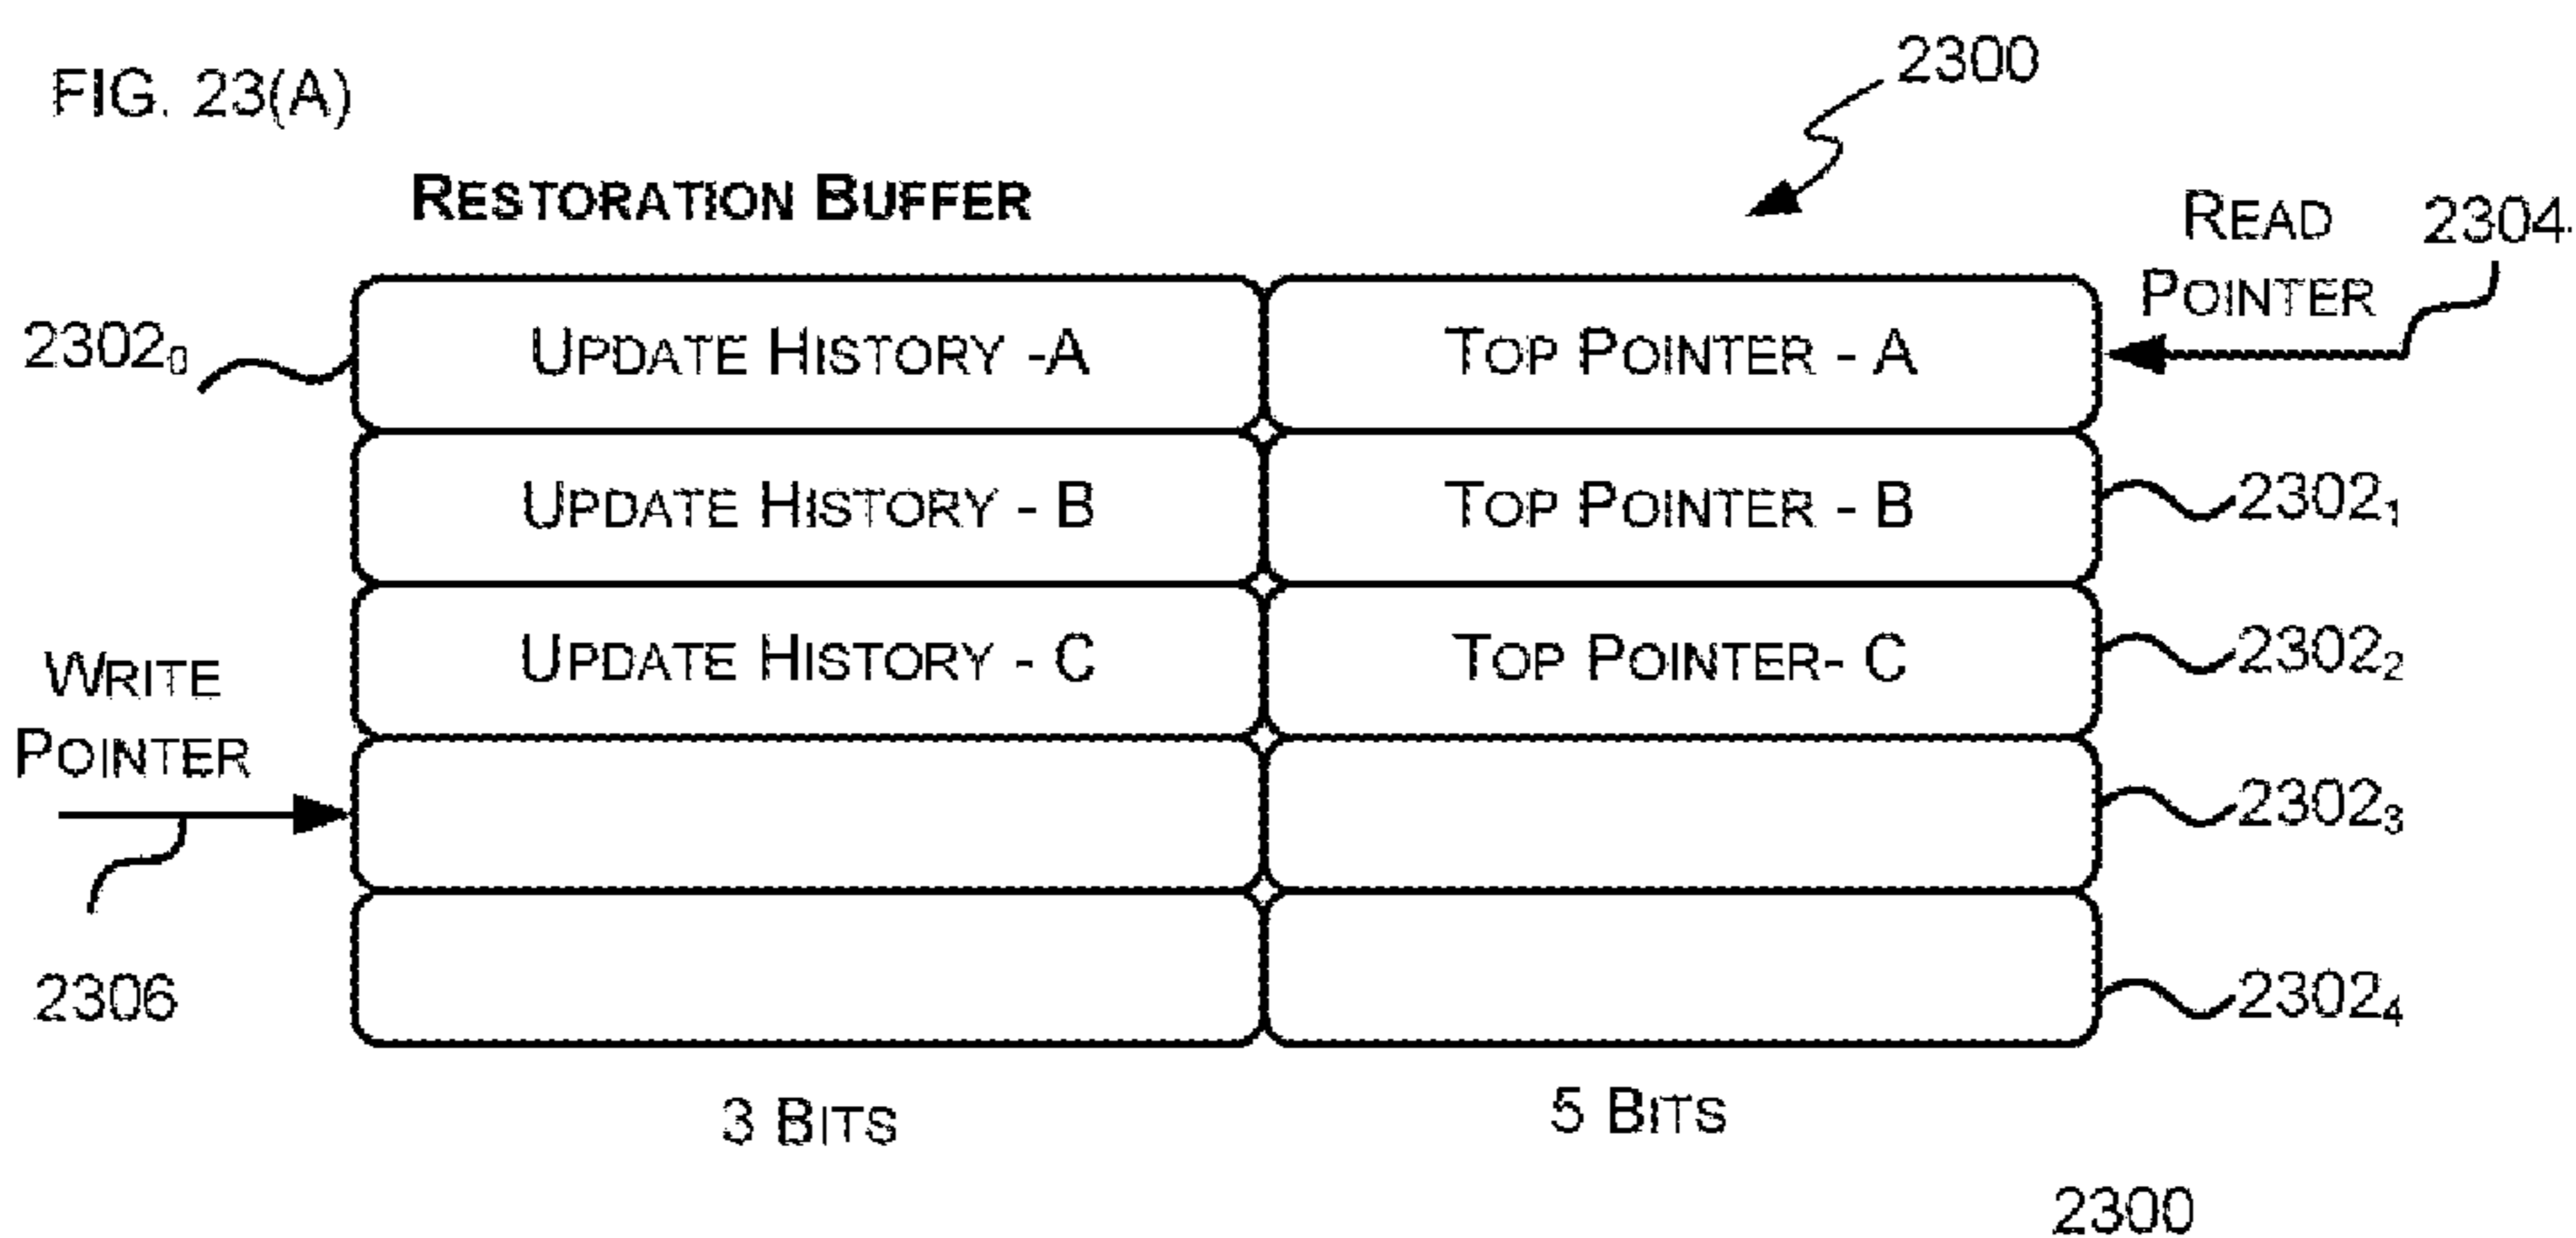 FIG. 23(A)
2300
RESTORATION BUFFER
READ
POINTER
2304
2302₀
UPDATE HISTORY -A
TOP POINTER - A
UPDATE HISTORY - B
TOP POINTER - B
2302₁
UPDATE HISTORY - C
TOP POINTER- C
2302₂
WRITE
POINTER
2302₃
2306
2302₄
3 BITS
5 BITS
2300